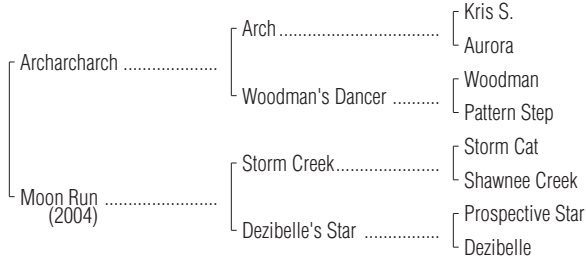 Kris S.
Arch ........................................
Aurora
Archarcharch .......................
Woodman
Woodman's Dancer ...........
Pattern Step
Storm Cat
Storm Creek..........................
Shawnee Creek
Moon Run ...........................
(2004)
Prospective Star
Dezibelle's Star ..................
Dezibelle